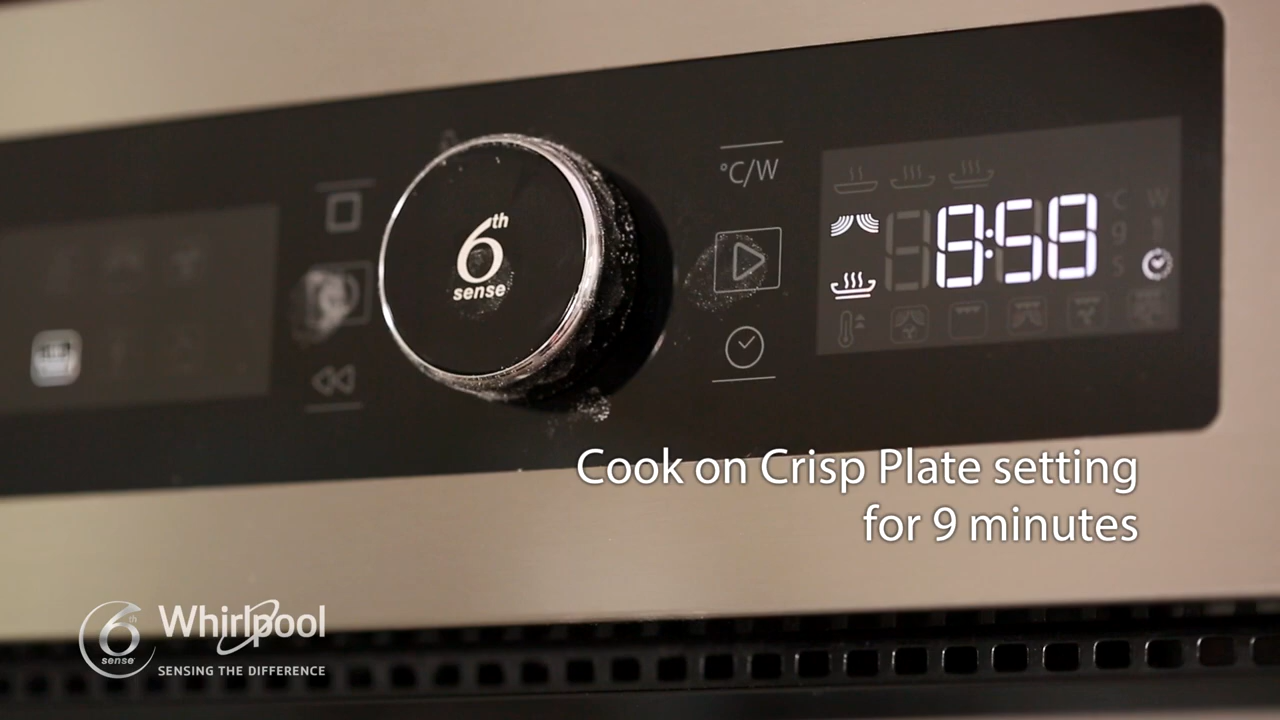 6th
sense
°C/W
8:58
C
W
g
s
Cook on Crisp Plate setting
for 9 minutes
6th
sense
Whirlpool
SENSING THE DIFFERENCE